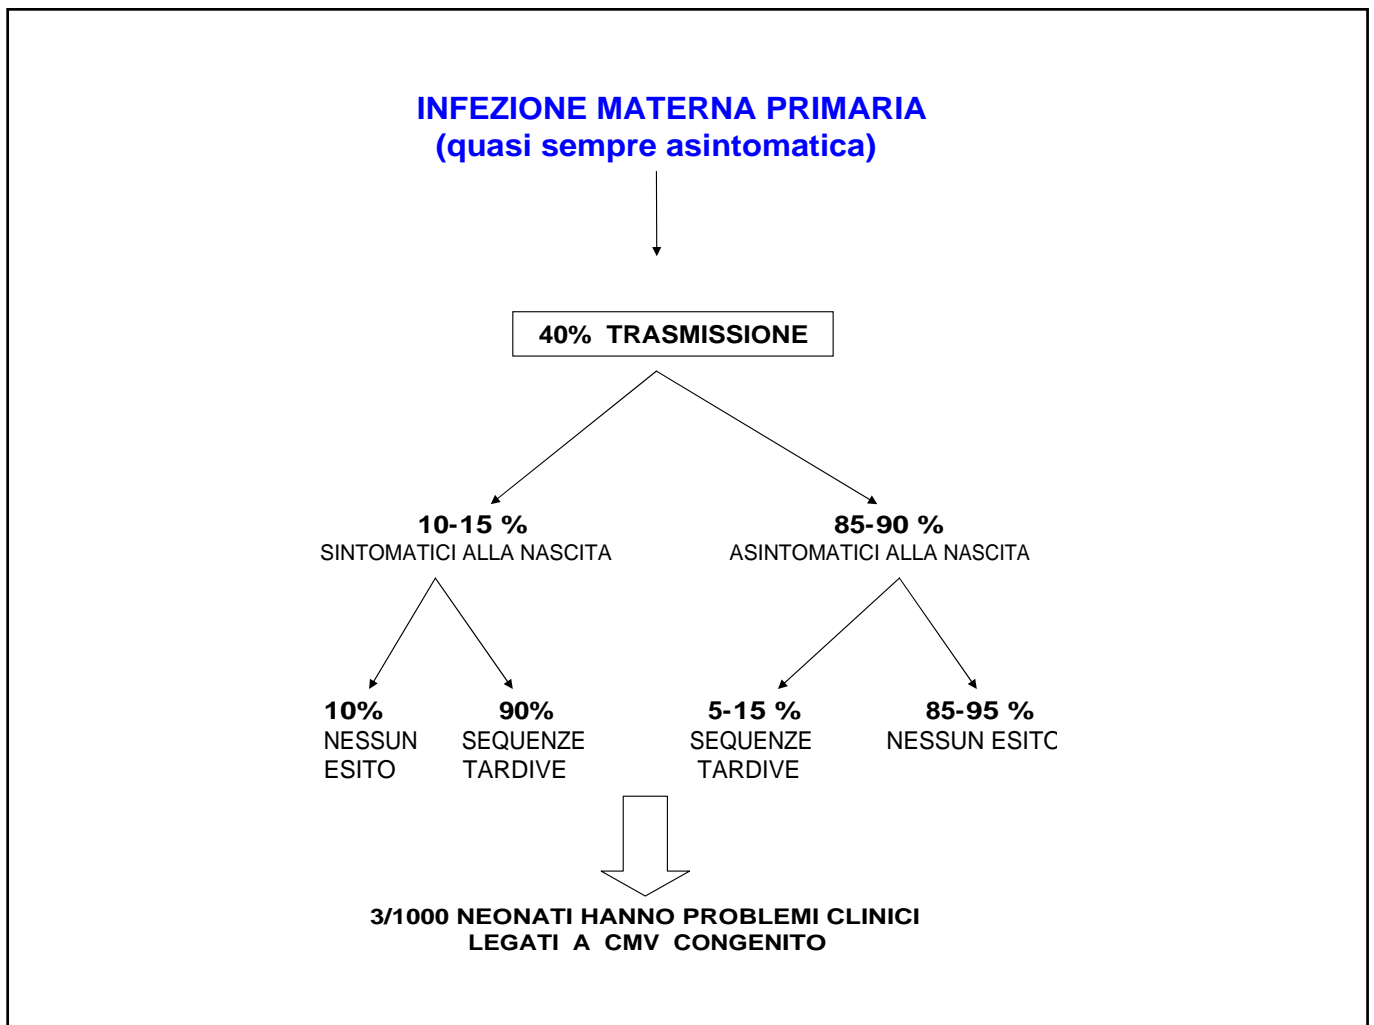 INFEZIONE MATERNA PRIMARIA
(quasi sempre asintomatica)
40% TRASMISSIONE
10-15 %
SINTOMATICI ALLA NASCITA
85-90 %
ASINTOMATICI ALLA NASCITA
10%
NESSUN
ESITO
90%
SEQUENZE
TARDIVE
5-15 %
SEQUENZE
TARDIVE
85-95 %
NESSUN ESITO
3/1000 NEONATI HANNO PROBLEMI CLINICI
LEGATI A CMV CONGENITO